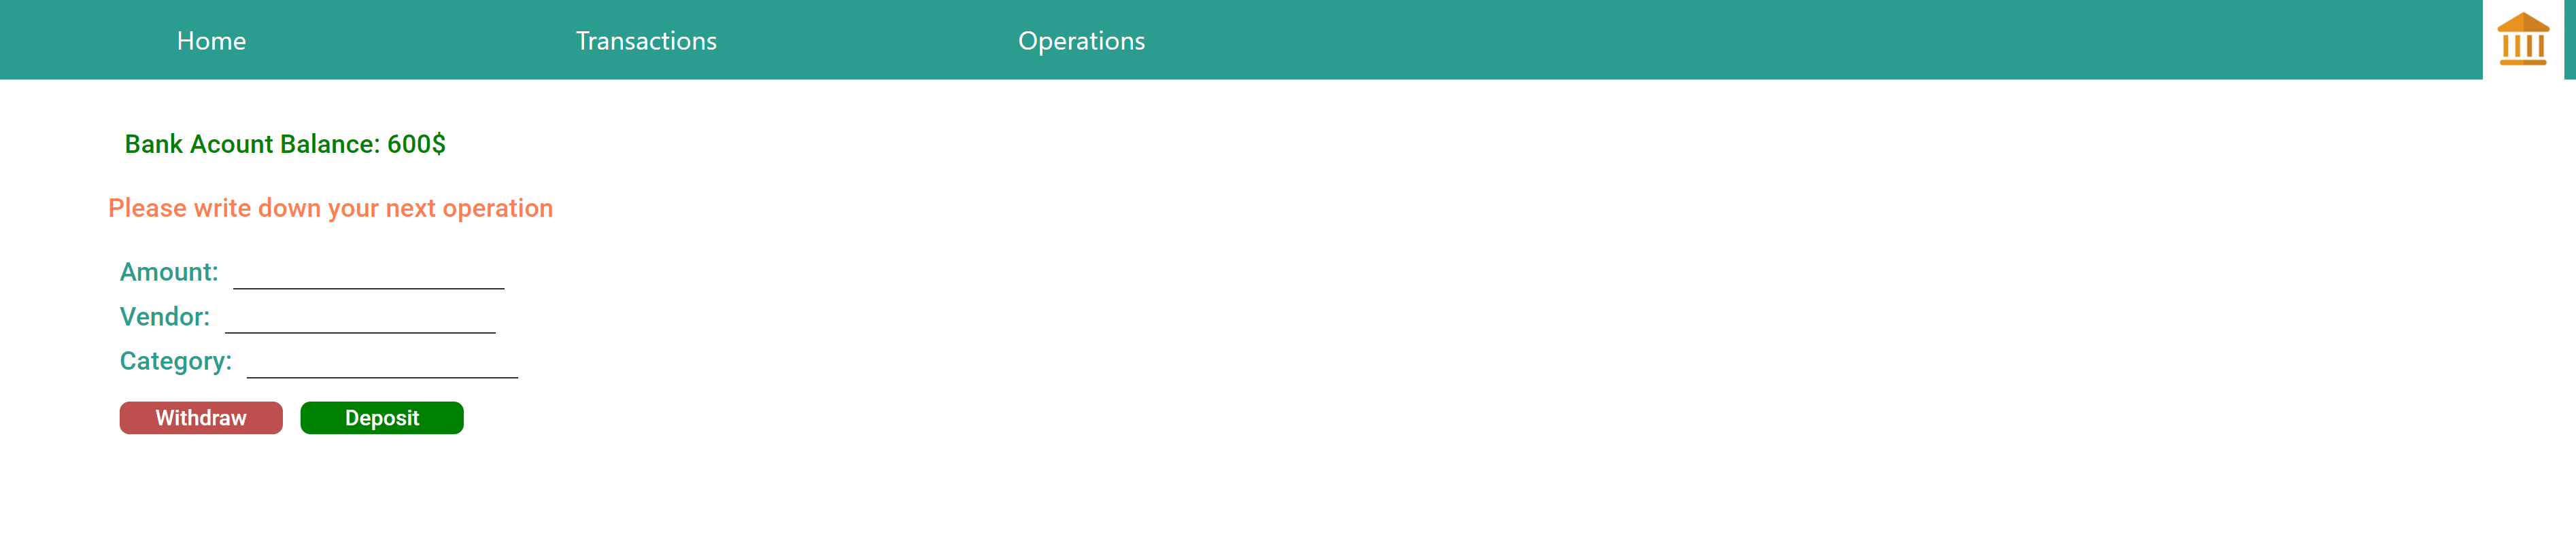 Home Transactions Operations
Bank Acount Balance: 600$
Please write down your next operation
Amount:
Vendor:
Category:
Withdraw Deposit